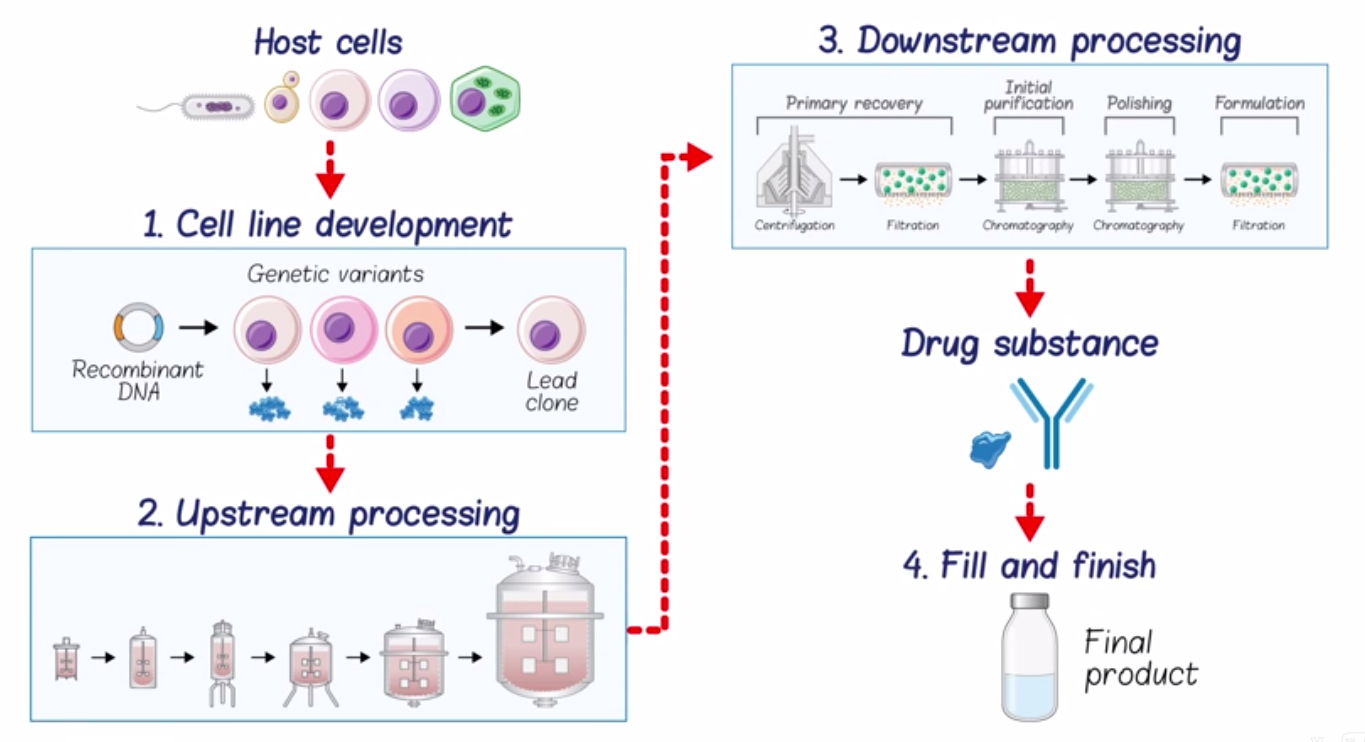 Host cells
1. Cell line development
Genetic variants
Recombinant
DNA
Lead
clone
2. Upstream processing
3. Downstream processing
Primary recovery
Initial
purification
Polishing
Formulation
Centrifugation
Filtration
Chromatography
Chromatography
Filtration
Drug substance
4. Fill and finish
Final
product